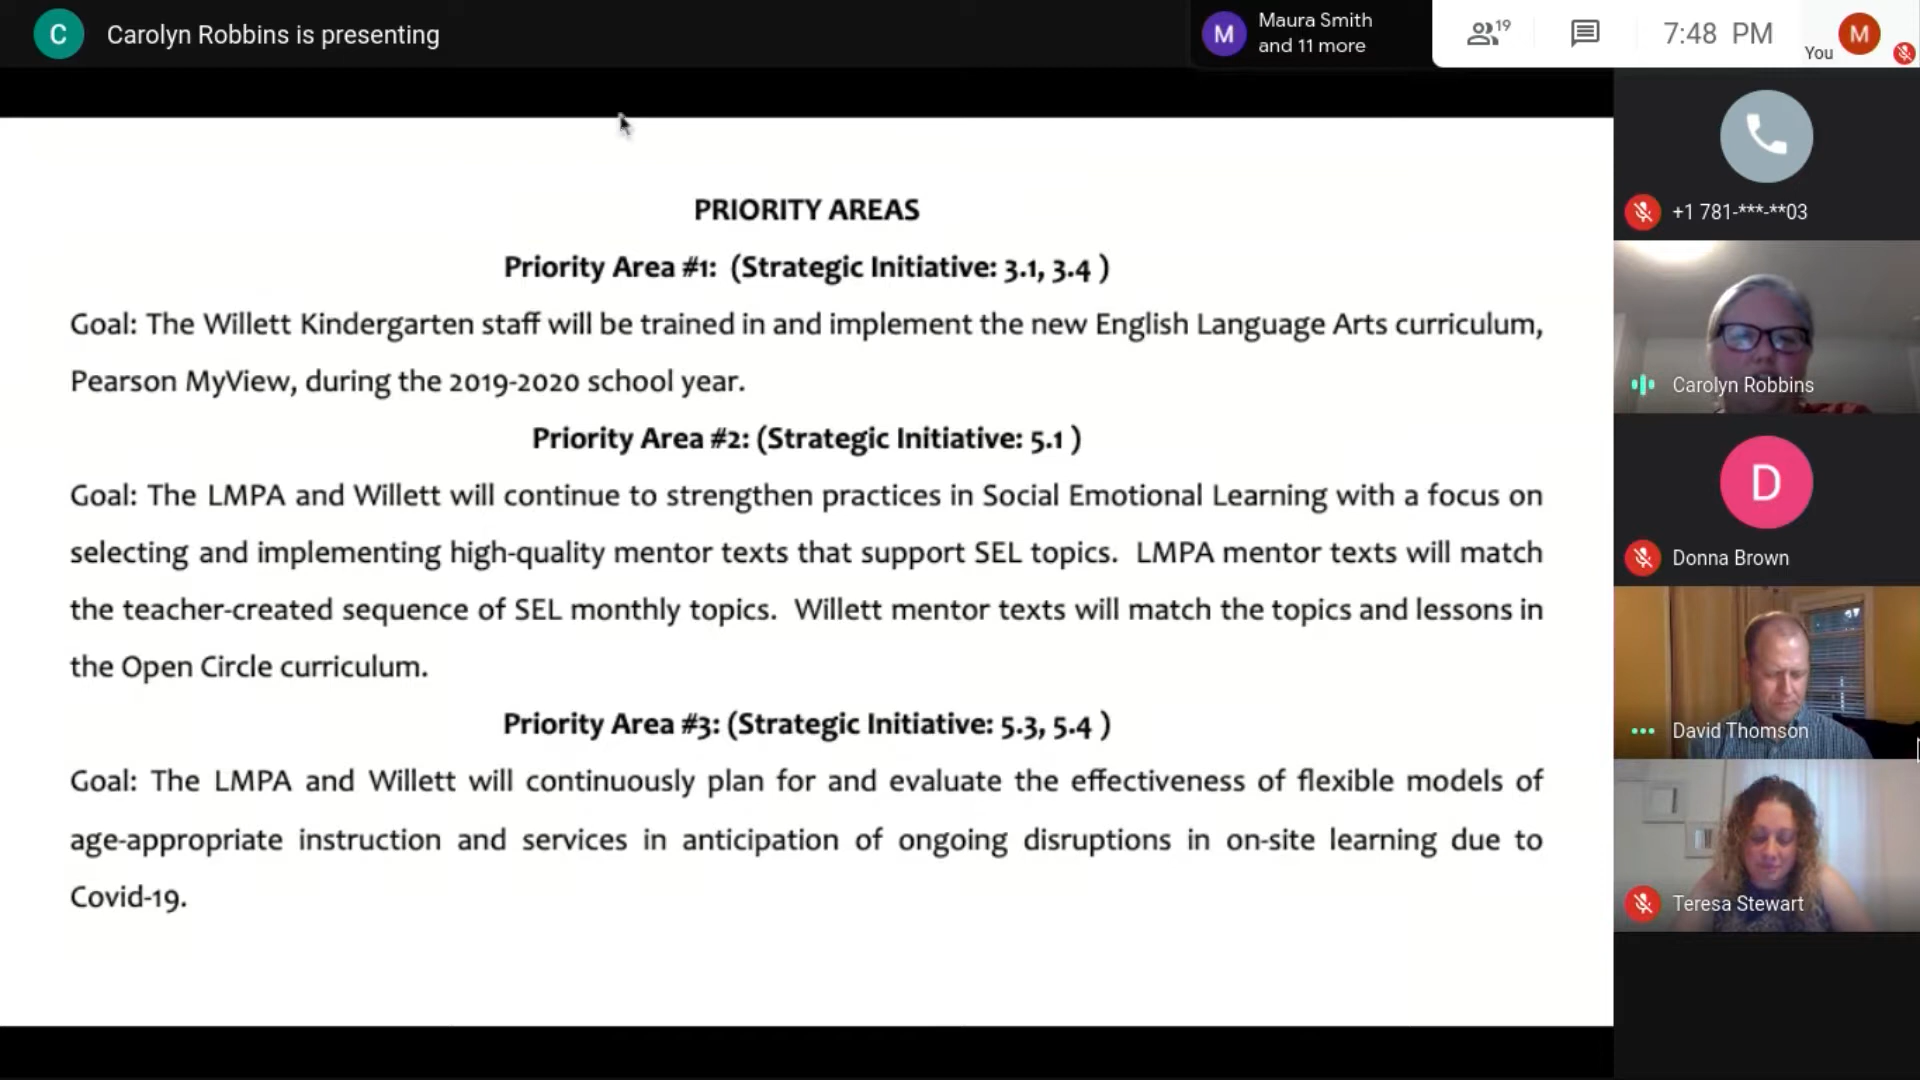 C
Carolyn Robbins is presenting
M
Maura Smith
and 11 more
19
7:48 PM
You
M
PRIORITY AREAS
Priority Area #1: (Strategic Initiative: 3.1, 3.4 )
Goal: The Willett Kindergarten staff will be trained in and implement the new English Language Arts curriculum,
Pearson MyView, during the 2019-2020 school year.
Priority Area #2: (Strategic Initiative: 5.1 )
Goal: The LMPA and Willett will continue to strengthen practices in Social Emotional Learning with a focus on
selecting and implementing high-quality mentor texts that support SEL topics. LMPA mentor texts will match
the teacher-created sequence of SEL monthly topics. Willett mentor texts will match the topics and lessons in
the Open Circle curriculum.
Priority Area #3: (Strategic Initiative: 5.3, 5.4 )
Goal: The LMPA and Willett will continuously plan for and evaluate the effectiveness of flexible models of
age-appropriate instruction and services in anticipation of ongoing disruptions in on-site learning due to
Covid-19.
+1 781-***-**03
Carolyn Robbins
D
Donna Brown
David Thomson
Teresa Stewart